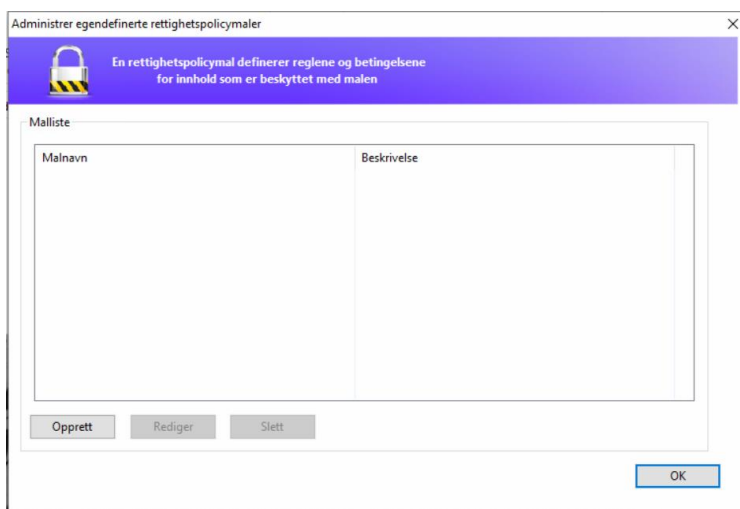 Administrer egendefinerte rettighetspolicymaler
En rettighetspolicymal definerer reglene og betingelsene
for innhold som er beskyttet med malen
Malliste
Malnavn Beskrivelse
Opprett Rediger Slett
OK